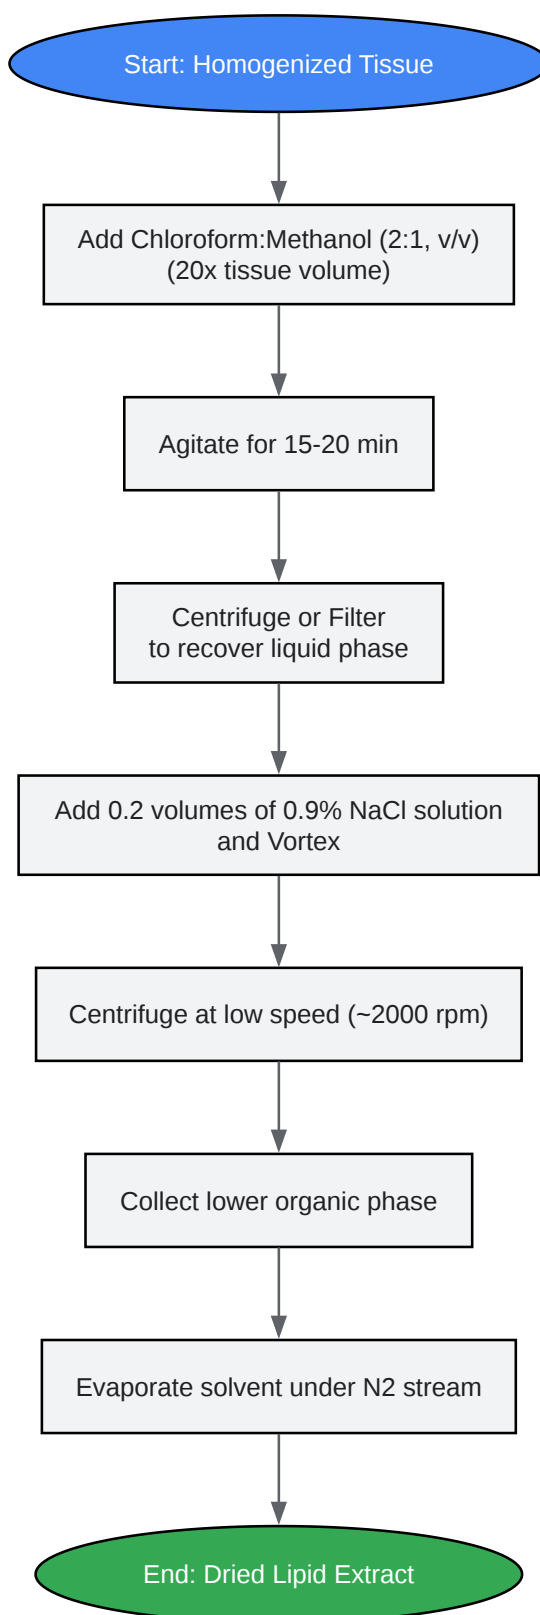 Start: Homogenized Tissue
Add Chloroform:Methanol (2:1, v/v)
(20x tissue volume)
Agitate for 15-20 min
Centrifuge or Filter
to recover liquid phase
Add 0.2 volumes of 0.9% NaCl solution
and Vortex
Centrifuge at low speed (~2000 rpm)
Collect lower organic phase
Evaporate solvent under N2 stream
End: Dried Lipid Extract